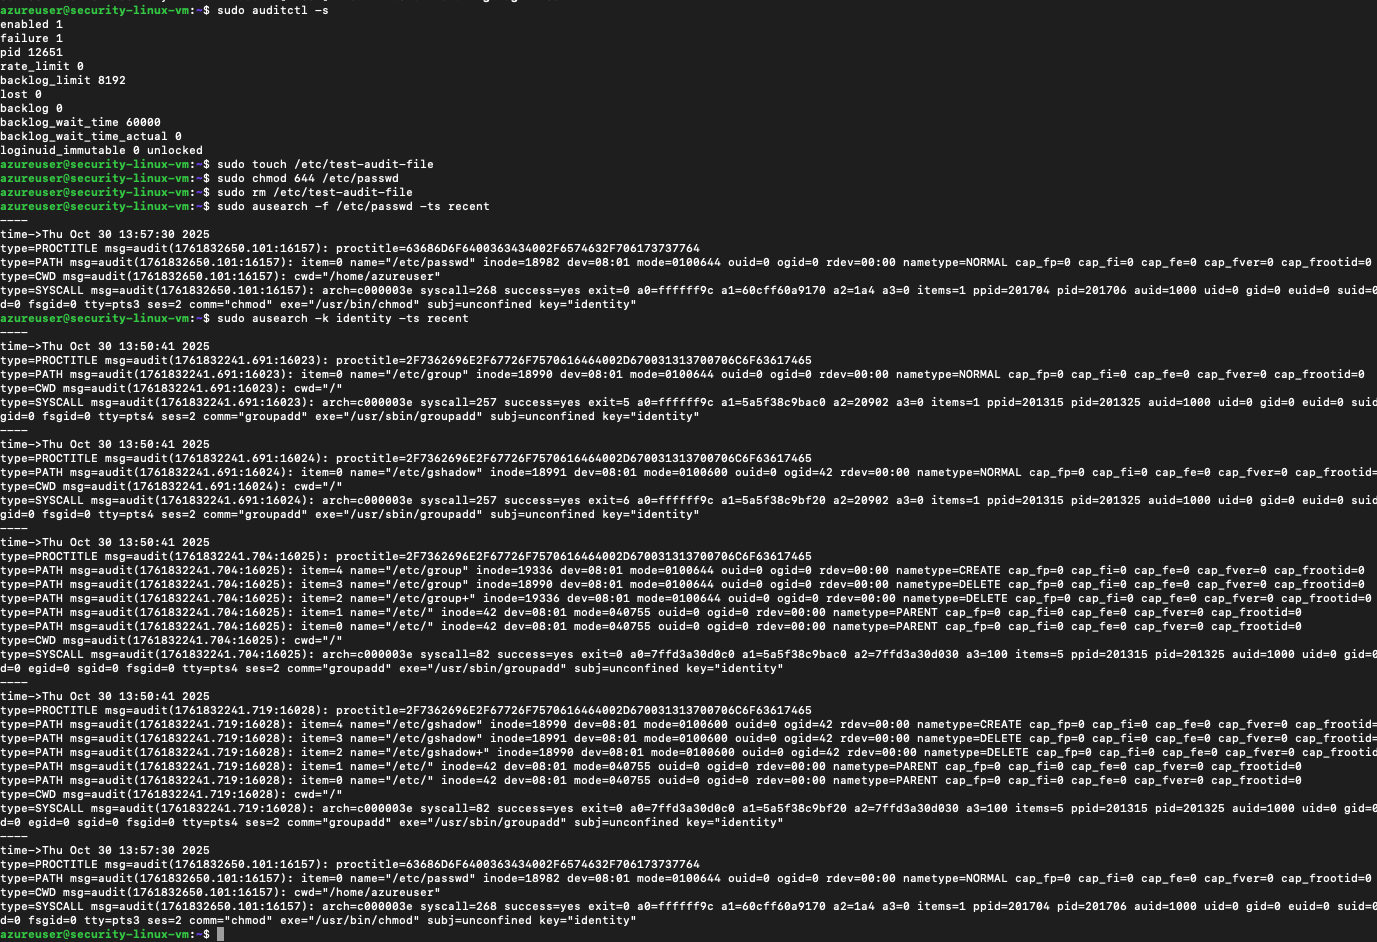 azureuser@security-linux-vm:~$ sudo auditctl -s
enabled 1
failure 1
pid 12651
rate_limit 0
backlog_limit 8192
lost 0
backlog 0
backlog_wait_time 60000
backlog_wait_time_actual 0
loginuid_immutable 0 unlocked
azureuser@security-linux-vm:~$ sudo touch /etc/test-audit-file
azureuser@security-linux-vm:~$ sudo chmod 644 /etc/passwd
azureuser@security-linux-vm:~$ sudo rm /etc/test-audit-file
azureuser@security-linux-vm:~$ sudo ausearch -f /etc/passwd -ts recent
----
time->Thu Oct 30 13:57:30 2025
type=PROCTITLE msg=audit(1761832650.101:16157): proctitle=63686D6F6400363434002F6574632F706173737764
type=PATH msg=audit(1761832650.101:16157): item=0 name="/etc/passwd" inode=18982 dev=08:01 mode=0100644 ouid=0 ogid=0 rdev=00:00 nametype=NORMAL cap_fp=0 cap_fi=0 cap_fe=0 cap_fver=0 cap_frootid=0
type=CWD msg=audit(1761832650.101:16157): cwd="/home/azureuser"
type=SYSCALL msg=audit(1761832650.101:16157): arch=c000003e syscall=268 success=yes exit=0 a0=ffffff9c a1=60cff60a9170 a2=1a4 a3=0 items=1 ppid=201704 pid=201706 auid=1000 uid=0 gid=0 euid=0 suid=
d=0 fsgid=0 tty=pts3 ses=2 comm="chmod" exe="/usr/bin/chmod" subj=unconfined key="identity"
azureuser@security-linux-vm:~$ sudo ausearch -k identity -ts recent
----
time->Thu Oct 30 13:50:41 2025
type=PROCTITLE msg=audit(1761832241.691:16023): proctitle=2F7362696E2F67726F7570616464002D670031313700706C6F63617465
type=PATH msg=audit(1761832241.691:16023): item=0 name="/etc/group" inode=18990 dev=08:01 mode=0100644 ouid=0 ogid=0 rdev=00:00 nametype=NORMAL cap_fp=0 cap_fi=0 cap_fe=0 cap_fver=0 cap_frootid=0
type=CWD msg=audit(1761832241.691:16023): cwd="/"
type=SYSCALL msg=audit(1761832241.691:16023): arch=c000003e syscall=257 success=yes exit=5 a0=ffffff9c a1=5a5f38c9bac0 a2=20902 a3=0 items=1 ppid=201315 pid=201325 auid=1000 uid=0 gid=0 euid=0 suid
gid=0 fsgid=0 tty=pts4 ses=2 comm="groupadd" exe="/usr/sbin/groupadd" subj=unconfined key="identity"
----
time->Thu Oct 30 13:50:41 2025
type=PROCTITLE msg=audit(1761832241.691:16024): proctitle=2F7362696E2F67726F7570616464002D670031313700706C6F63617465
type=PATH msg=audit(1761832241.691:16024): item=0 name="/etc/gshadow" inode=18991 dev=08:01 mode=0100600 ouid=0 ogid=42 rdev=00:00 nametype=NORMAL cap_fp=0 cap_fi=0 cap_fe=0 cap_fver=0 cap_frootid=
type=CWD msg=audit(1761832241.691:16024): cwd="/"
type=SYSCALL msg=audit(1761832241.691:16024): arch=c000003e syscall=257 success=yes exit=6 a0=ffffff9c a1=5a5f38c9bf20 a2=20902 a3=0 items=1 ppid=201315 pid=201325 auid=1000 uid=0 gid=0 euid=0 suid
gid=0 fsgid=0 tty=pts4 ses=2 comm="groupadd" exe="/usr/sbin/groupadd" subj=unconfined key="identity"
----
time->Thu Oct 30 13:50:41 2025
type=PROCTITLE msg=audit(1761832241.704:16025): proctitle=2F7362696E2F67726F7570616464002D670031313700706C6F63617465
type=PATH msg=audit(1761832241.704:16025): item=4 name="/etc/group" inode=19336 dev=08:01 mode=0100644 ouid=0 ogid=0 rdev=00:00 nametype=CREATE cap_fp=0 cap_fi=0 cap_fe=0 cap_fver=0 cap_frootid=0
type=PATH msg=audit(1761832241.704:16025): item=3 name="/etc/group" inode=18990 dev=08:01 mode=0100644 ouid=0 ogid=0 rdev=00:00 nametype=DELETE cap_fp=0 cap_fi=0 cap_fe=0 cap_fver=0 cap_frootid=0
type=PATH msg=audit(1761832241.704:16025): item=2 name="/etc/group+" inode=19336 dev=08:01 mode=0100644 ouid=0 ogid=0 rdev=00:00 nametype=DELETE cap_fp=0 cap_fi=0 cap_fe=0 cap_fver=0 cap_frootid=0
type=PATH msg=audit(1761832241.704:16025): item=1 name="/etc/" inode=42 dev=08:01 mode=040755 ouid=0 ogid=0 rdev=00:00 nametype=PARENT cap_fp=0 cap_fi=0 cap_fe=0 cap_fver=0 cap_frootid=0
type=PATH msg=audit(1761832241.704:16025): item=0 name="/etc/" inode=42 dev=08:01 mode=040755 ouid=0 ogid=0 rdev=00:00 nametype=PARENT cap_fp=0 cap_fi=0 cap_fe=0 cap_fver=0 cap_frootid=0
type=CWD msg=audit(1761832241.704:16025): cwd="/"
type=SYSCALL msg=audit(1761832241.704:16025): arch=c000003e syscall=82 success=yes exit=0 a0=7ffd3a30d0c0 a1=5a5f38c9bac0 a2=7ffd3a30d030 a3=100 items=5 ppid=201315 pid=201325 auid=1000 uid=0 gid=0
d=0 egid=0 sgid=0 fsgid=0 tty=pts4 ses=2 comm="groupadd" exe="/usr/sbin/groupadd" subj=unconfined key="identity"
----
time->Thu Oct 30 13:50:41 2025
type=PROCTITLE msg=audit(1761832241.719:16028): proctitle=2F7362696E2F67726F7570616464002D670031313700706C6F63617465
type=PATH msg=audit(1761832241.719:16028): item=4 name="/etc/gshadow" inode=18990 dev=08:01 mode=0100600 ouid=0 ogid=42 rdev=00:00 nametype=CREATE cap_fp=0 cap_fi=0 cap_fe=0 cap_fver=0 cap_frootid=
type=PATH msg=audit(1761832241.719:16028): item=3 name="/etc/gshadow" inode=18991 dev=08:01 mode=0100600 ouid=0 ogid=42 rdev=00:00 nametype=DELETE cap_fp=0 cap_fi=0 cap_fe=0 cap_fver=0 cap_frootid=
type=PATH msg=audit(1761832241.719:16028): item=2 name="/etc/gshadow+" inode=18990 dev=08:01 mode=0100600 ouid=0 ogid=42 rdev=00:00 nametype=DELETE cap_fp=0 cap_fi=0 cap_fe=0 cap_fver=0 cap_frootid
type=PATH msg=audit(1761832241.719:16028): item=1 name="/etc/" inode=42 dev=08:01 mode=040755 ouid=0 ogid=0 rdev=00:00 nametype=PARENT cap_fp=0 cap_fi=0 cap_fe=0 cap_fver=0 cap_frootid=0
type=PATH msg=audit(1761832241.719:16028): item=0 name="/etc/" inode=42 dev=08:01 mode=040755 ouid=0 ogid=0 rdev=00:00 nametype=PARENT cap_fp=0 cap_fi=0 cap_fe=0 cap_fver=0 cap_frootid=0
type=CWD msg=audit(1761832241.719:16028): cwd="/"
type=SYSCALL msg=audit(1761832241.719:16028): arch=c000003e syscall=82 success=yes exit=0 a0=7ffd3a30d0c0 a1=5a5f38c9bf20 a2=7ffd3a30d030 a3=100 items=5 ppid=201315 pid=201325 auid=1000 uid=0 gid=0
d=0 egid=0 sgid=0 fsgid=0 tty=pts4 ses=2 comm="groupadd" exe="/usr/sbin/groupadd" subj=unconfined key="identity"
----
time->Thu Oct 30 13:57:30 2025
type=PROCTITLE msg=audit(1761832650.101:16157): proctitle=63686D6F6400363434002F6574632F706173737764
type=PATH msg=audit(1761832650.101:16157): item=0 name="/etc/passwd" inode=18982 dev=08:01 mode=0100644 ouid=0 ogid=0 rdev=00:00 nametype=NORMAL cap_fp=0 cap_fi=0 cap_fe=0 cap_fver=0 cap_frootid=0
type=CWD msg=audit(1761832650.101:16157): cwd="/home/azureuser"
type=SYSCALL msg=audit(1761832650.101:16157): arch=c000003e syscall=268 success=yes exit=0 a0=ffffff9c a1=60cff60a9170 a2=1a4 a3=0 items=1 ppid=201704 pid=201706 auid=1000 uid=0 gid=0 euid=0 suid=
d=0 fsgid=0 tty=pts3 ses=2 comm="chmod" exe="/usr/bin/chmod" subj=unconfined key="identity"
azureuser@security-linux-vm:~$